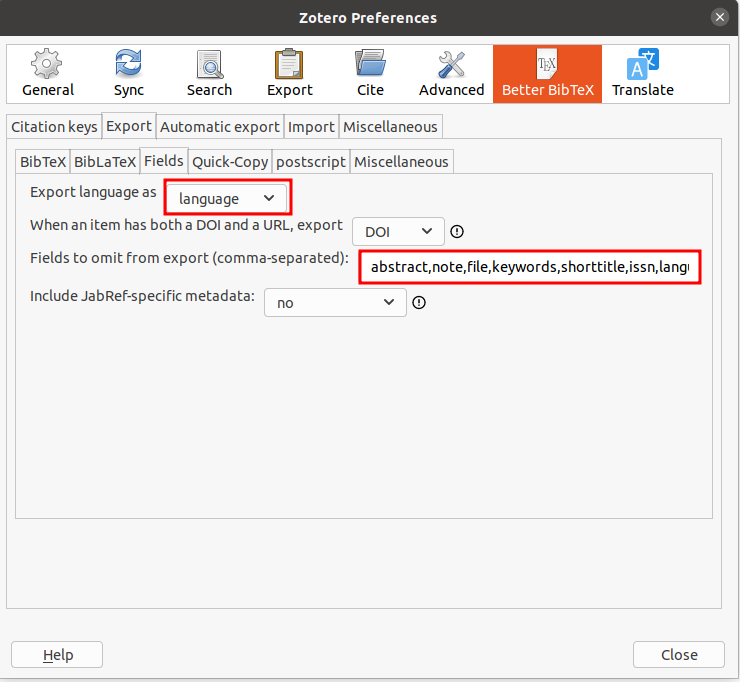 Zotero Preferences
General Sync Search Export Cite Advanced Better BibTeX Translate
Citation keys Export Automatic export Import Miscellaneous
BibTeX BibLaTeX Fields Quick-Copy postscript Miscellaneous
Export language as language
When an item has both a DOI and a URL, export DOI
Fields to omit from export (comma-separated): abstract,note,file,keywords,shorttitle,issn,langu
Include JabRef-specific metadata: no
Help Close